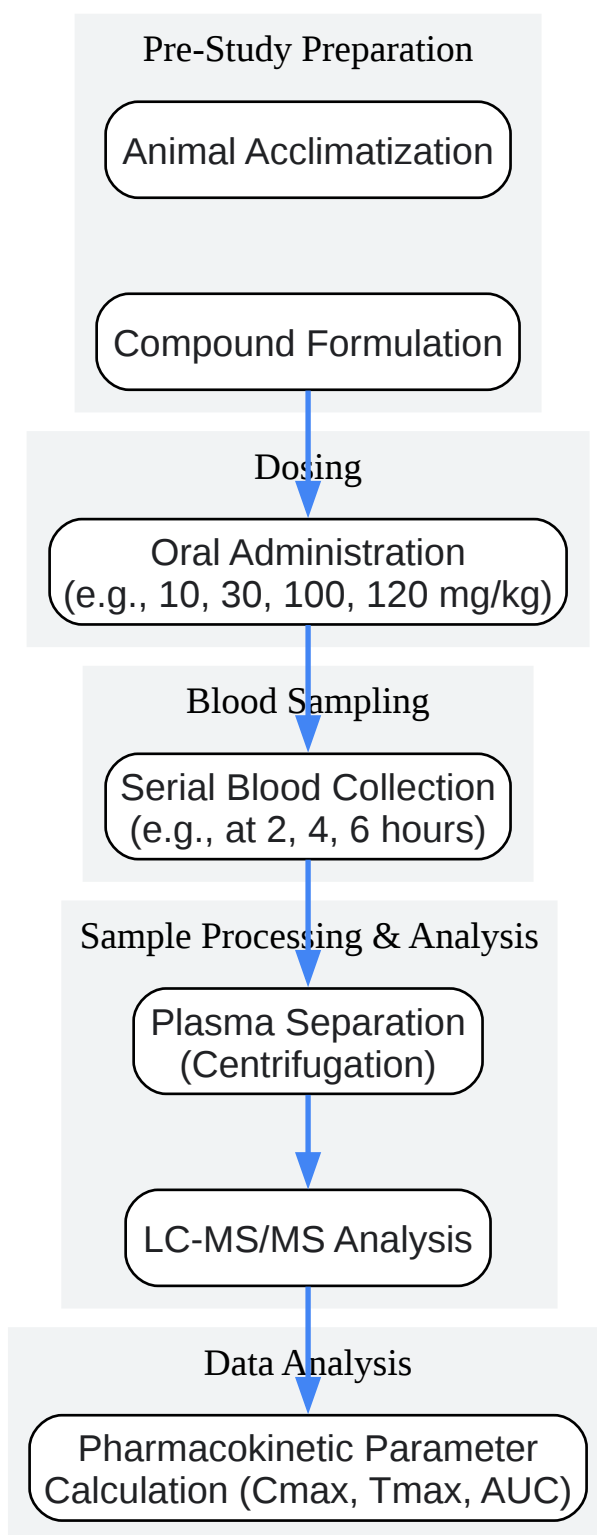 Pre-Study Preparation
Animal Acclimatization
Compound Formulation
Dosing
Oral Administration
(e.g., 10, 30, 100, 120 mg/kg)
Blood Sampling
Serial Blood Collection
(e.g., at 2, 4, 6 hours)
Sample Processing & Analysis
Plasma Separation
(Centrifugation)
LC-MS/MS Analysis
Data Analysis
Pharmacokinetic Parameter
Calculation (Cmax, Tmax, AUC)